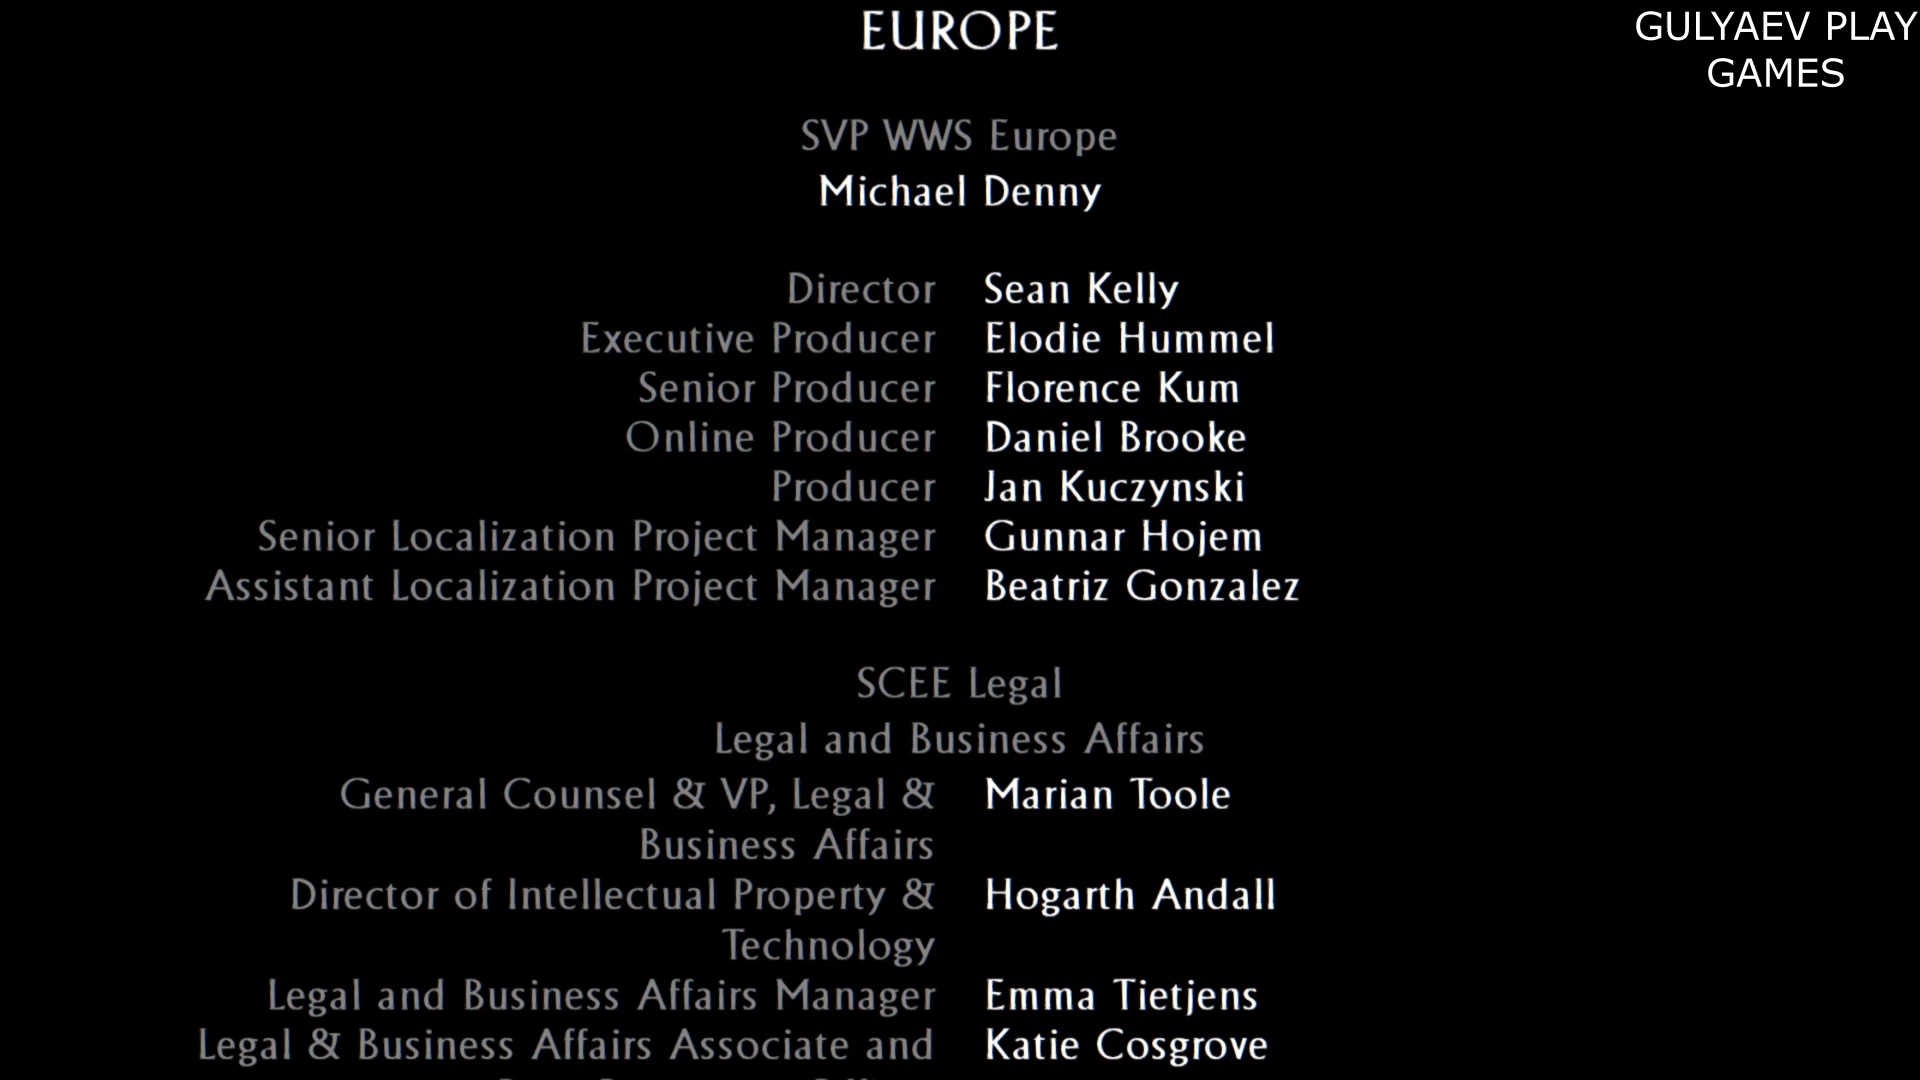 EUROPE
GULYAEV PLAY
GAMES
SVP WWS Europe
Michael Denny
Director Sean Kelly
Executive Producer Elodie Hummel
Senior Producer Florence Kum
Online Producer Daniel Brooke
Producer Jan Kuczynski
Senior Localization Project Manager Gunnar Hojem
Assistant Localization Project Manager Beatriz Gonzalez
SCEE Legal
Legal and Business Affairs
General Counsel & VP, Legal & Marian Toole
Business Affairs
Director of Intellectual Property & Hogarth Andall
Technology
Legal and Business Affairs Manager Emma Tietjens
Legal & Business Affairs Associate and Katie Cosgrove